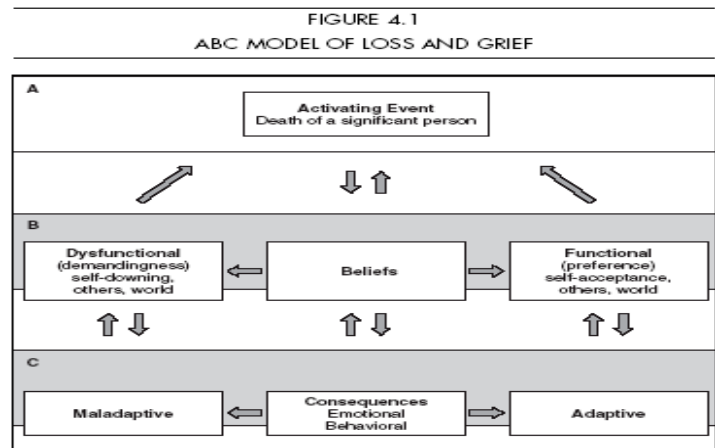 FIGURE 4.1
ABC MODEL OF LOSS AND GRIEF
A
Activating Event
Death of a significant person
B
Dysfunctional
(demandingness)
self-downing,
others, world
Beliefs
Functional
(preference)
self-acceptance,
others, world
C
Maladaptive
Consequences
Emotional
Behavioral
Adaptive